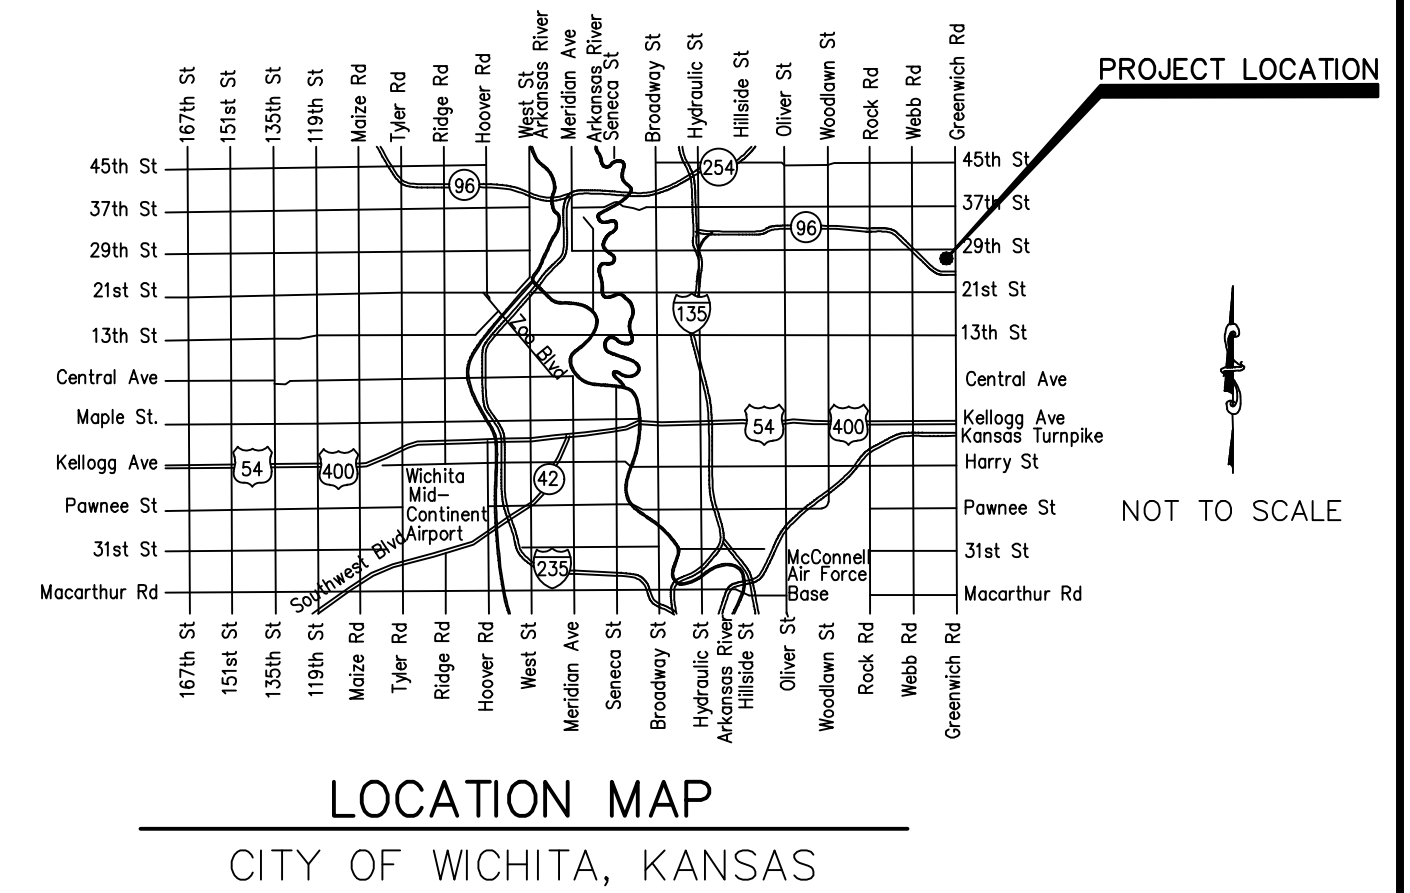 167th St
151st St
135th St
119th St
Maize Rd
Tyler Rd
Ridge Rd
Hoover Rd
West St
Arkansas River
Meridian Ave
Arkansas River
Seneca St
Broadway St
Hydraulic St
Hillside St
Oliver St
Woodlawn St
Rock Rd
Webb Rd
Greenwich Rd
PROJECT LOCATION
45th St
37th St
29th St
21st St
13th St
Central Ave
Maple St.
Kellogg Ave
Pawnee St
31st St
Macarthur Rd
96
254
96
135
Zoo Blvd
54
400
54
400
42
235
Wichita
Mid-
Continent
Airport
Southwest Blvd
McConnell
Air Force
Base
45th St
37th St
29th St
21st St
13th St
Central Ave
Kellogg Ave
Kansas Turnpike
Harry St
Pawnee St
31st St
Macarthur Rd
NOT TO SCALE
167th St
151st St
135th St
119th St
Maize Rd
Tyler Rd
Ridge Rd
Hoover Rd
West St
Meridian Ave
Seneca St
Broadway St
Hydraulic St
Arkansas River
Hillside St
Oliver St
Woodlawn St
Rock Rd
Webb Rd
Greenwich Rd
LOCATION MAP
CITY OF WICHITA, KANSAS